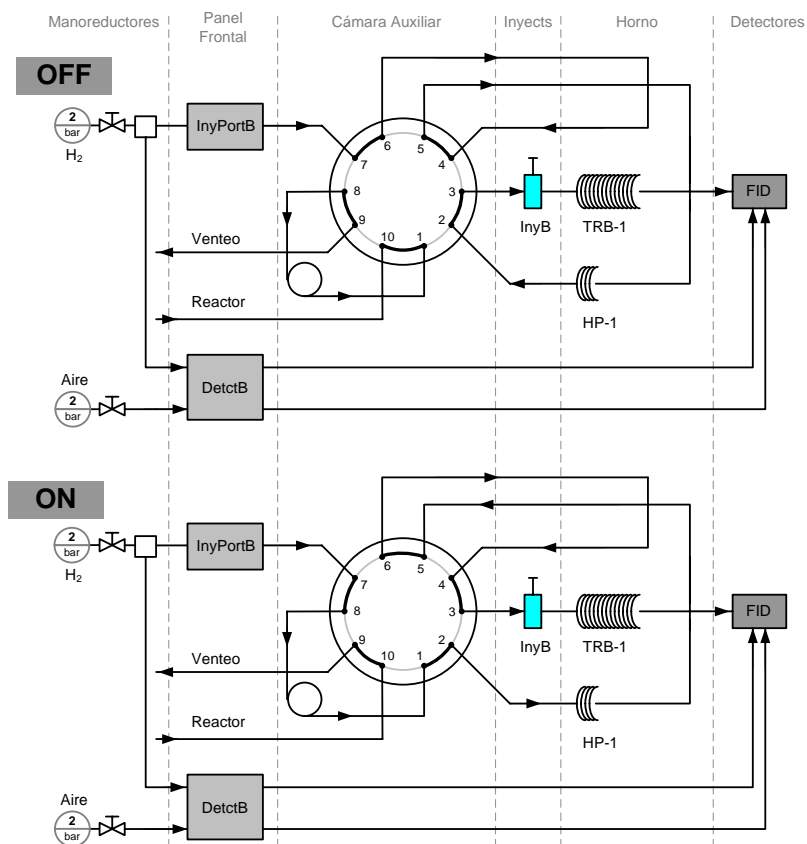 Manoreductores
Panel
Frontal
Cámara Auxiliar
Inyects
Horno
Detectores
OFF
2
bar
H2
InyPortB
6
5
7
4
8
3
9
2
10
1
InyB
TRB-1
FID
Venteo
Reactor
HP-1
Aire
2
bar
DetctB
ON
2
bar
H2
InyPortB
6
5
7
4
8
3
9
2
10
1
InyB
TRB-1
FID
Venteo
Reactor
HP-1
Aire
2
bar
DetctB